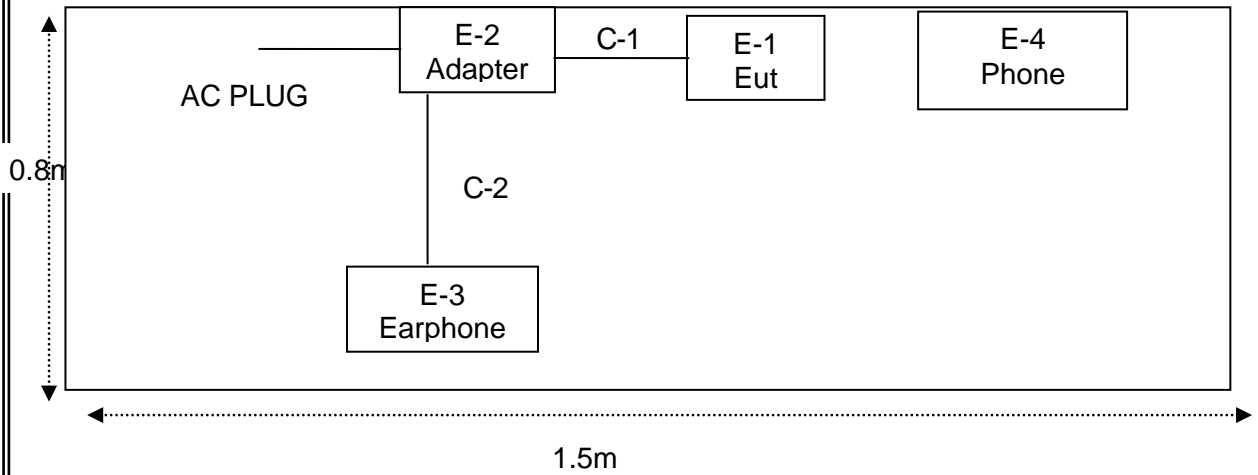 E-2
Adapter
C-1
E-1
Eut
E-4
Phone
AC PLUG
0.8m
C-2
E-3
Earphone
1.5m